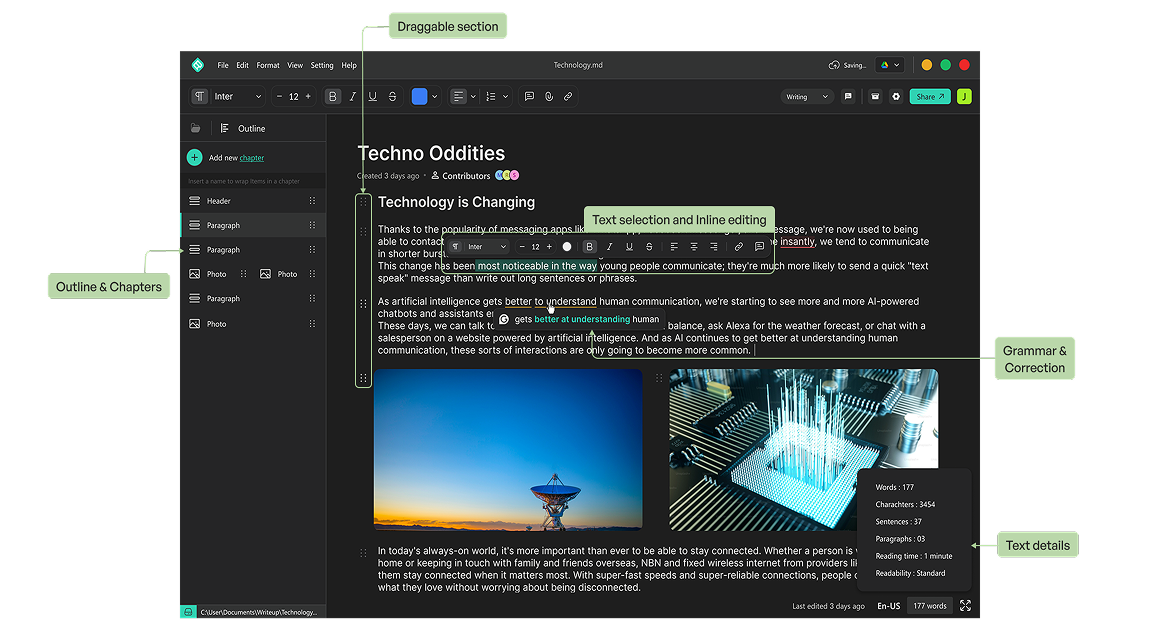 Draggable section
File Edit Format View Setting Help
Technology.md
Saving...
Inter
12
B I U S
Writing
Share
J
Outline
Add new chapter
Insert a name to wrap items in a chapter
Header
Paragraph
Paragraph
Photo
Photo
Paragraph
Photo
Outline & Chapters
Techno Oddities
Created 3 days ago • Contributors M R S
Technology is Changing
Text selection and Inline editing
Thanks to the popularity of messaging apps message, we're now used to being
able to contact insantly, we tend to communicate
in shorter
Inter 12 B I U S
This change has been most noticeable in the way young people communicate; they're much more likely to send a quick "text
speak" message than write out long sentences or phrases.
As artificial intelligence gets better to understand human communication, we're starting to see more and more AI-powered
chatbots and assistants
gets better at understanding human
These days, we can talk to balance, ask Alexa for the weather forecast, or chat with a
salesperson on a website powered by artificial intelligence. And as AI continues to get better at understanding human
communication, these sorts of interactions are only going to become more common.
Grammar &
Correction
Words : 177
Charachters : 3454
Sentences : 37
Paragraphs : 03
Reading time : 1 minute
Readability : Standard
Text details
In today's always-on world, it's more important than ever to be able to stay connected. Whether a person is
home or keeping in touch with family and friends overseas, NBN and fixed wireless internet from providers
them stay connected when it matters most. With super-fast speeds and super-reliable connections, people
what they love without worrying about being disconnected.
C:\User\Documents\Writeup\Technology...
Last edited 3 days ago En-US 177 words